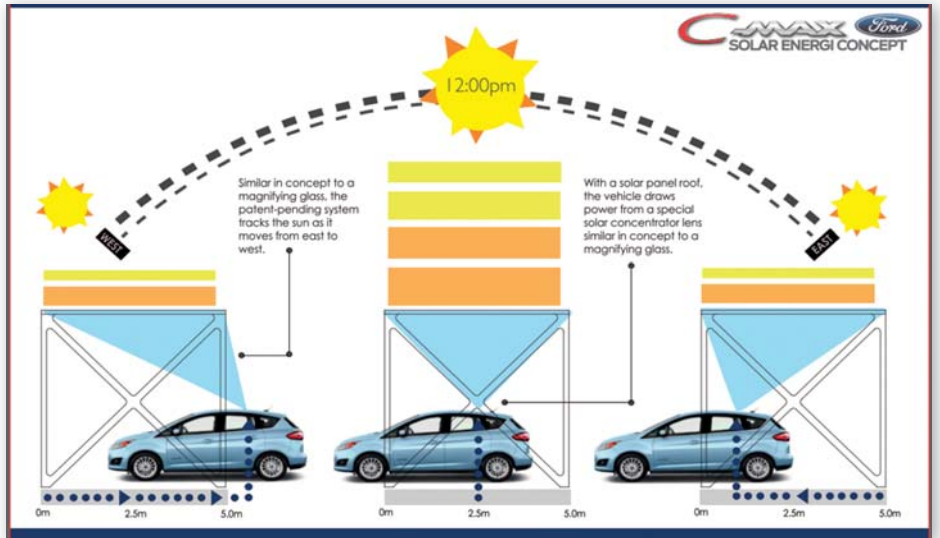 C-MAX Ford
SOLAR ENERGI CONCEPT
12:00pm
Similar in concept to a
magnifying glass, the
patent-pending system
tracks the sun as it
moves from east to
west.
With a solar panel roof,
the vehicle draws
power from a special
solar concentrator lens
similar in concept to a
magnifying glass.
WEST
EAST
0m 2.5m 5.0m
0m 2.5m 5.0m
0m 2.5m 5.0m